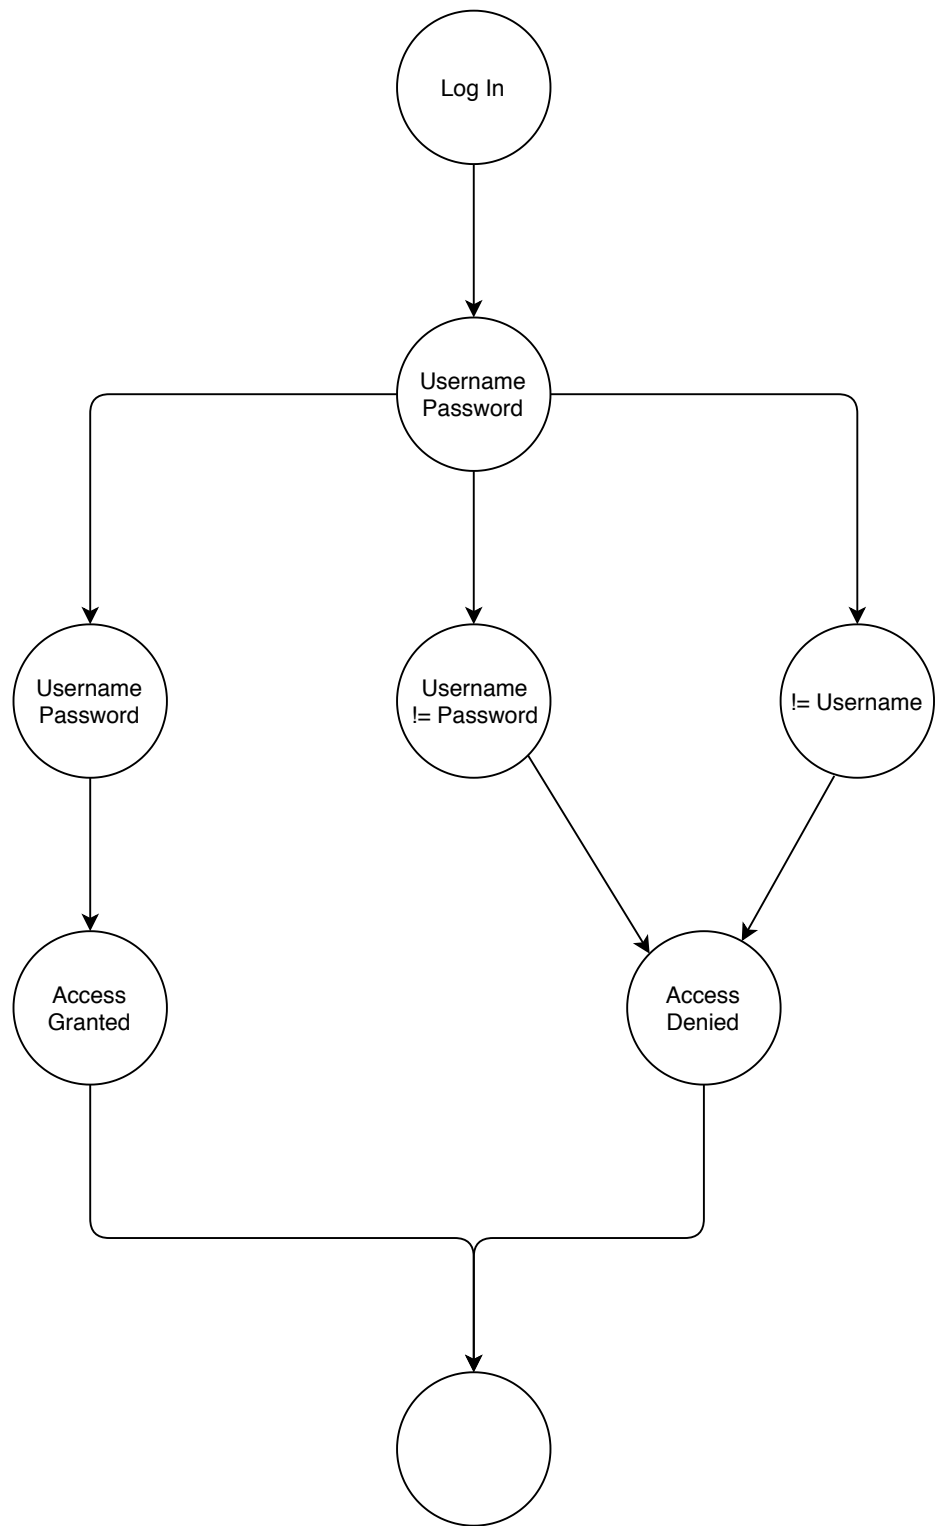 Log In
Username
Password
Username
Password
Username
!= Password
!= Username
Access
Granted
Access
Denied